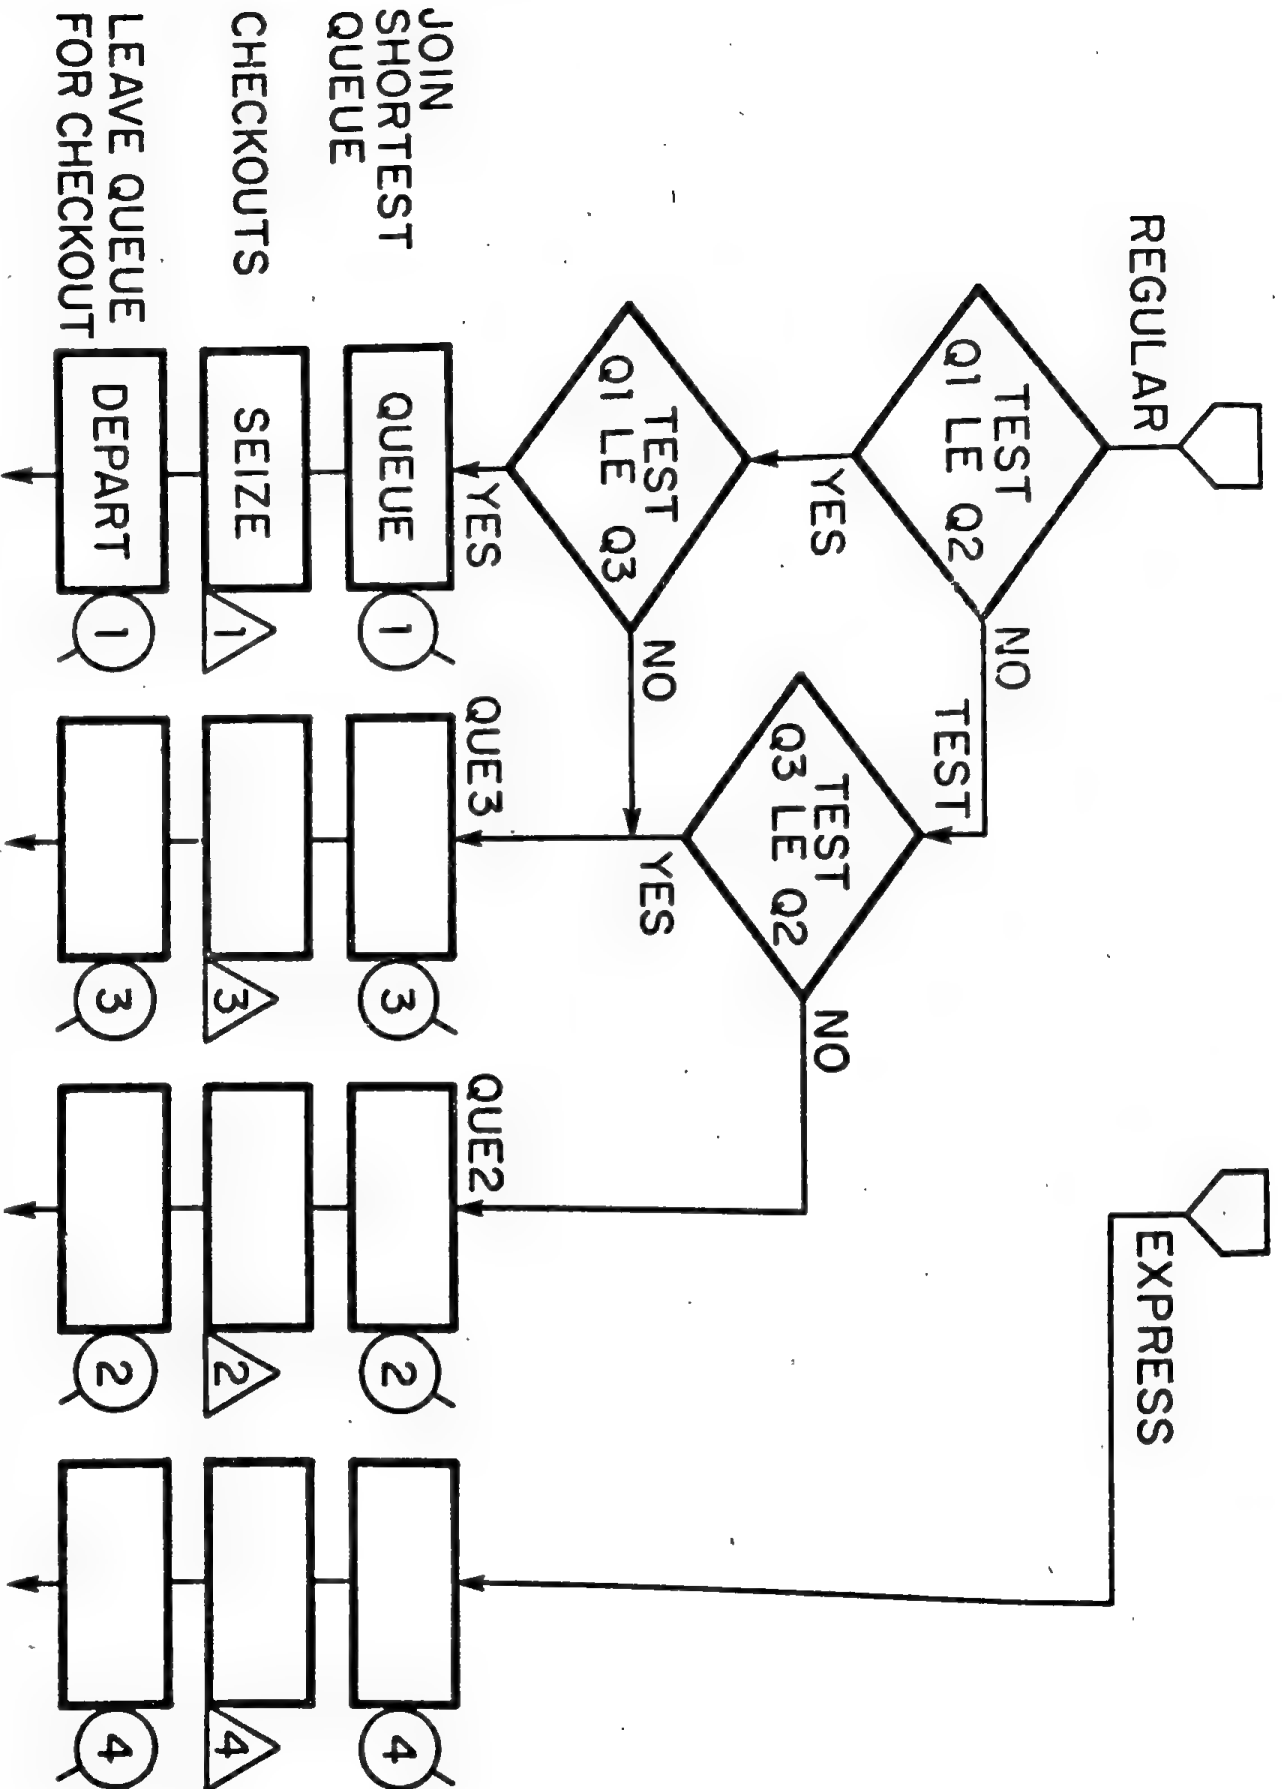 REGULAR
EXPRESS
TEST
Q1 LE Q2
NO
TEST
YES
TEST
Q3 LE Q2
NO
YES
TEST
Q1 LE Q3
NO
YES
QUE3
QUE2
JOIN
SHORTEST
QUEUE
QUEUE
1
3
2
4
CHECKOUTS
SEIZE
1
3
2
4
LEAVE QUEUE
FOR CHECKOUT
DEPART
1
3
2
4